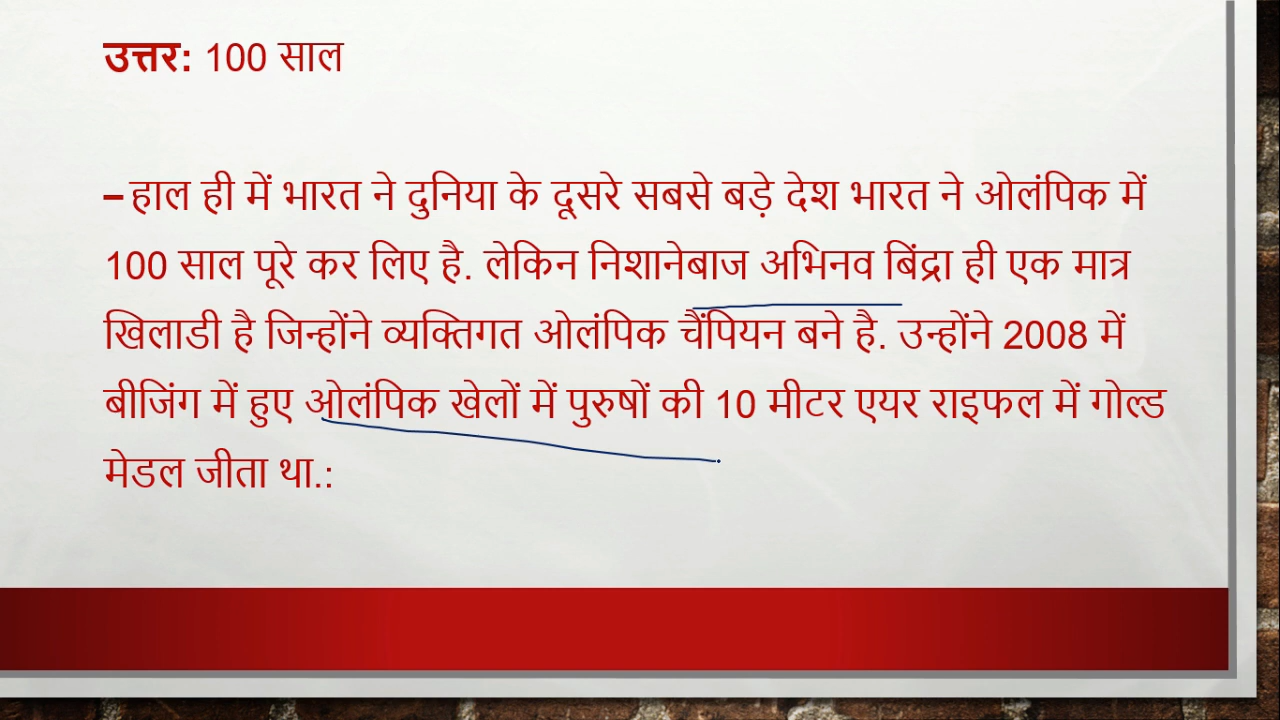 उत्तर: 100 साल
– हाल ही में भारत ने दुनिया के दूसरे सबसे बड़े देश भारत ने ओलंपिक में
100 साल पूरे कर लिए है. लेकिन निशानेबाज अभिनव बिंद्रा ही एक मात्र
खिलाडी है जिन्होंने व्यक्तिगत ओलंपिक चैंपियन बने है. उन्होंने 2008 में
बीजिंग में हुए ओलंपिक खेलों में पुरुषों की 10 मीटर एयर राइफल में गोल्ड
मेडल जीता था.: